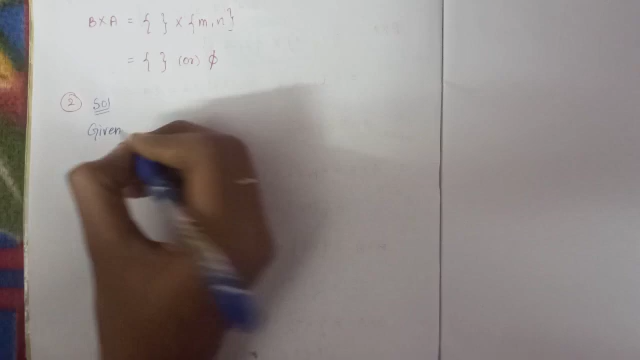 B×A = { } × {m, n}
= { } (or) ϕ
② Sol
Given